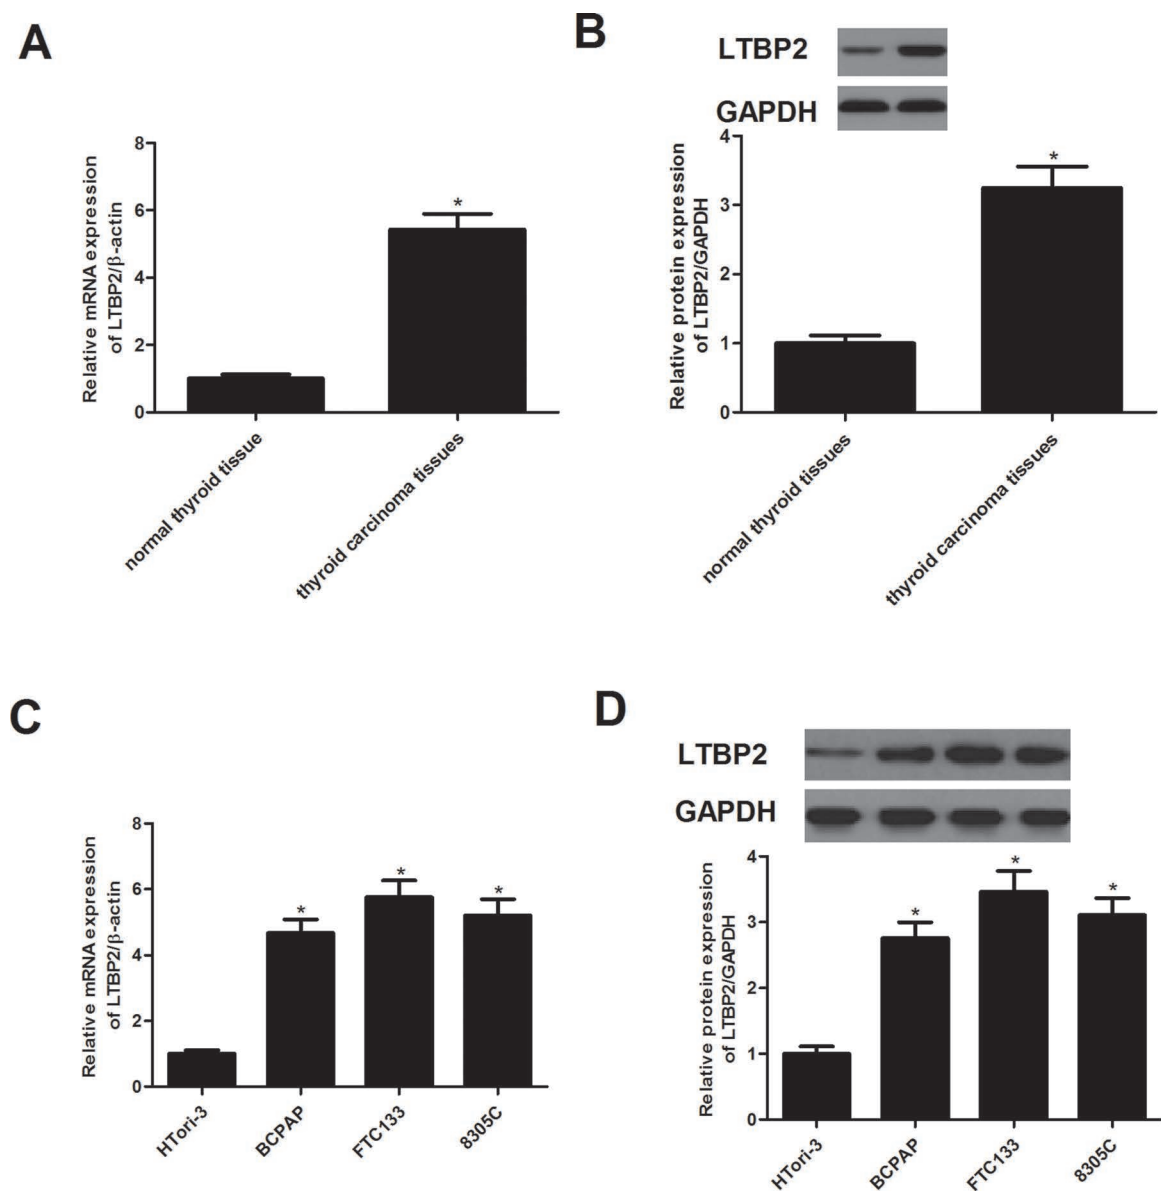 A
Relative mRNA expression
of LTBP2/β-actin
8
6
4
2
0
*
normal thyroid tissue
thyroid carcinoma tissues
B
LTBP2
GAPDH
Relative protein expression
of LTBP2/GAPDH
4
3
2
1
0
*
normal thyroid tissues
thyroid carcinoma tissues
C
Relative mRNA expression
of LTBP2/β-actin
8
6
4
2
0
*
*
*
HTori-3
BCPAP
FTC133
8305C
D
LTBP2
GAPDH
Relative protein expression
of LTBP2/GAPDH
4
3
2
1
0
*
*
*
HTori-3
BCPAP
FTC133
8305C